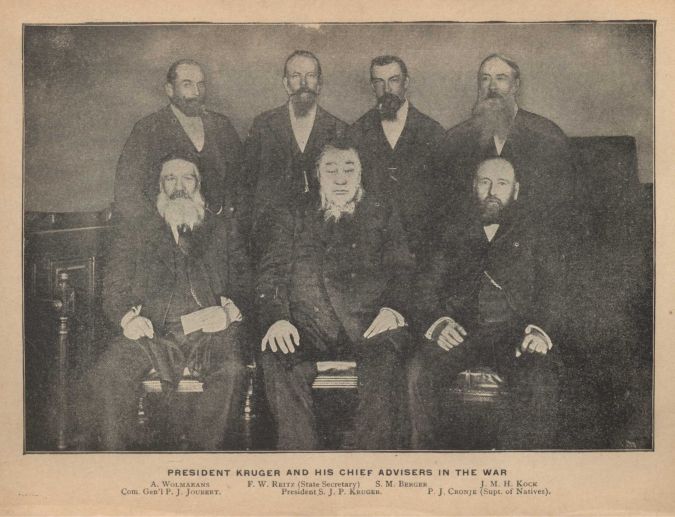 PRESIDENT KRUGER AND HIS CHIEF ADVISERS IN THE WAR
A. WOLMARANS F. W. REITZ (State Secretary) S. M. BERGER J. M. H. KOCK
Com. Gen'l P. J. JOUBERT. President S. J. P. KRUGER. P. J. CRONJE (Supt. of Natives).